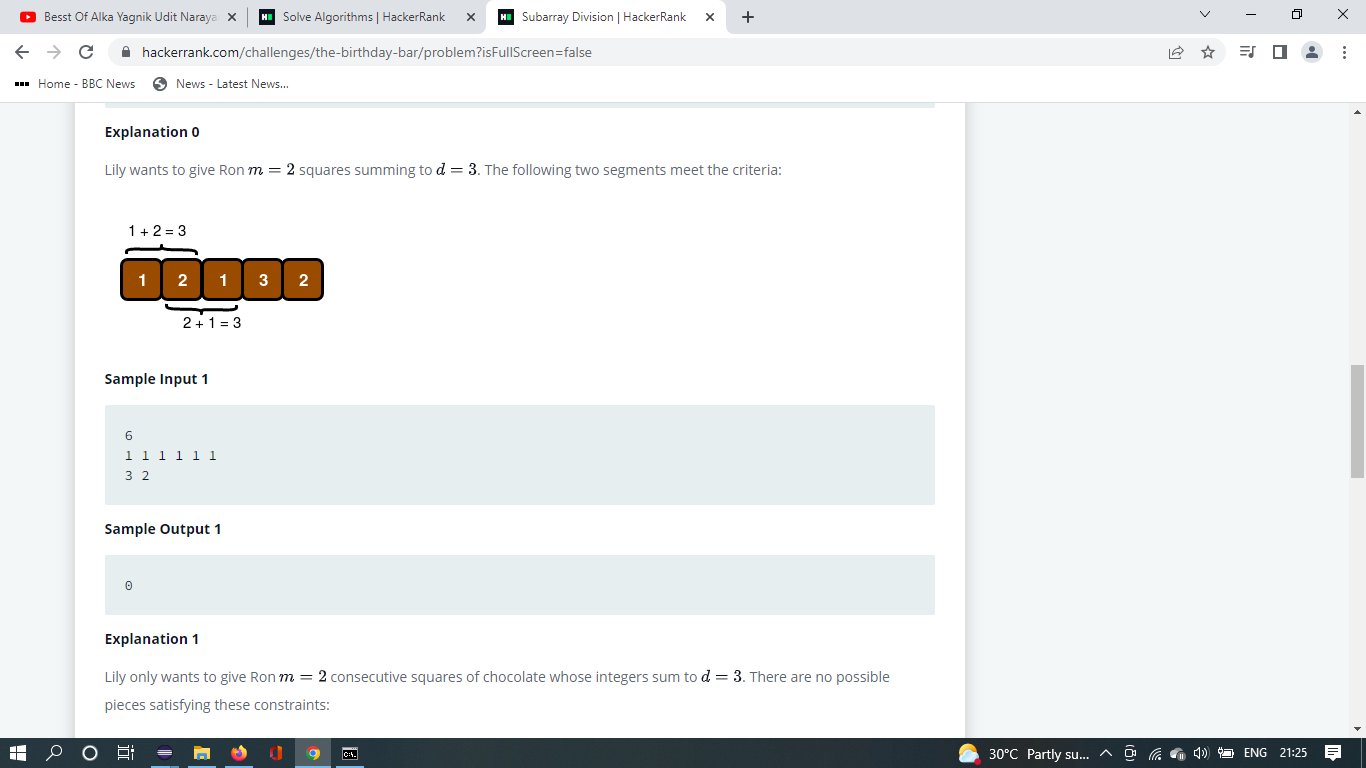 Besst Of Alka Yagnik Udit Naraya
Solve Algorithms | HackerRank
Subarray Division | HackerRank
hackerrank.com/challenges/the-birthday-bar/problem?isFullScreen=false
Home - BBC News
News - Latest News...
Explanation 0
Lily wants to give Ron m = 2 squares summing to d = 3. The following two segments meet the criteria:
1 + 2 = 3
1 2 1 3 2
2 + 1 = 3
Sample Input 1
6
1 1 1 1 1 1
3 2
Sample Output 1
0
Explanation 1
Lily only wants to give Ron m = 2 consecutive squares of chocolate whose integers sum to d = 3. There are no possible
pieces satisfying these constraints:
30°C Partly su... ENG 21:25